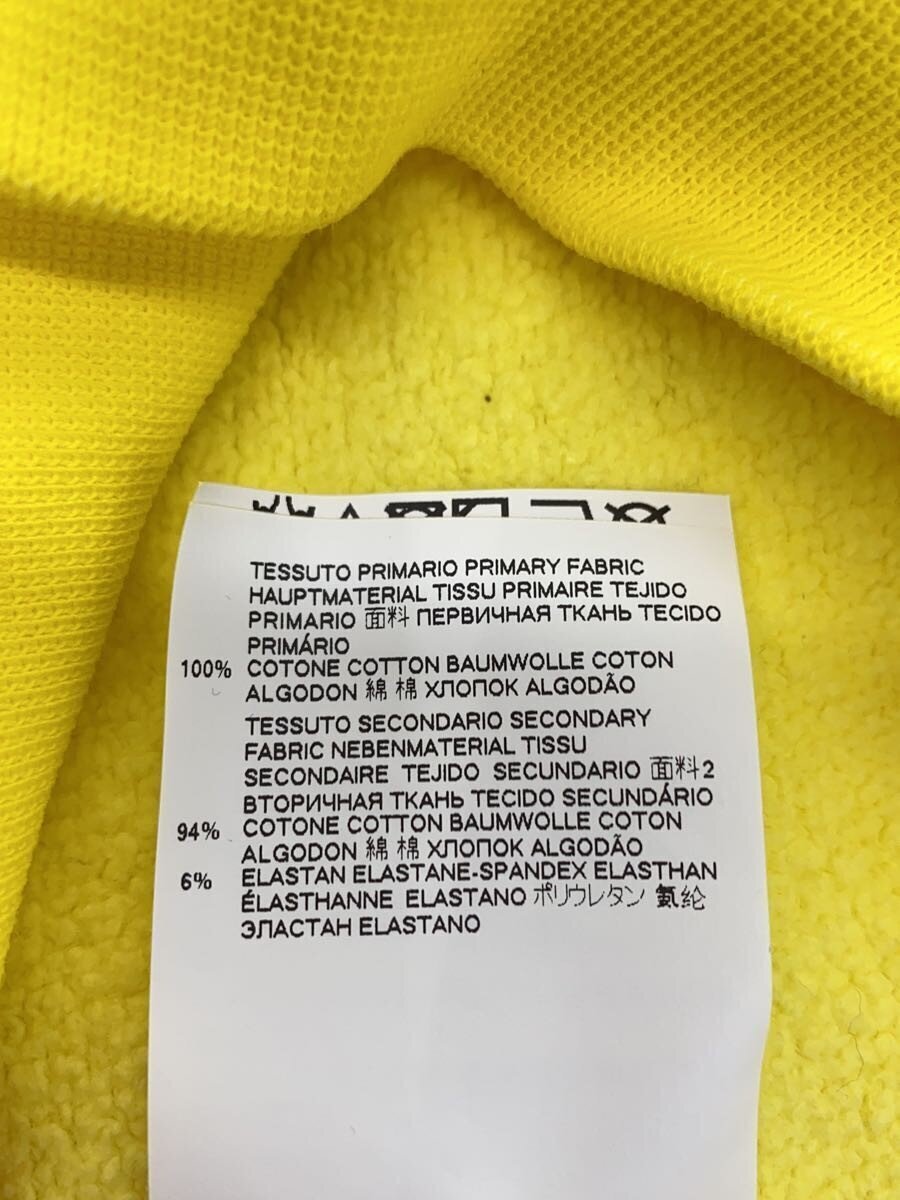 TESSUTO PRIMARIO PRIMARY FABRIC
HAUPTMATERIAL TISSU PRIMAIRE TEJIDO
PRIMARIO 面料 ПЕРВИЧНАЯ ТКАНЬ TECIDO
PRIMÁRIO
100% COTONE COTTON BAUMWOLLE COTON
ALGODON 綿 棉 ХЛОПОК ALGODÃO
TESSUTO SECONDARIO SECONDARY
FABRIC NEBENMATERIAL TISSU
SECONDAIRE TEJIDO SECUNDARIO 面料2
ВТОРИЧНАЯ ТКАНЬ TECIDO SECUNDÁRIO
94% COTONE COTTON BAUMWOLLE COTON
ALGODON 綿 棉 ХЛОПОК ALGODÃO
6% ELASTAN ELASTANE-SPANDEX ELASTHAN
ÉLASTHANNE ELASTANO ポリウレタン 氨纶
ЭЛАСТАН ELASTANO